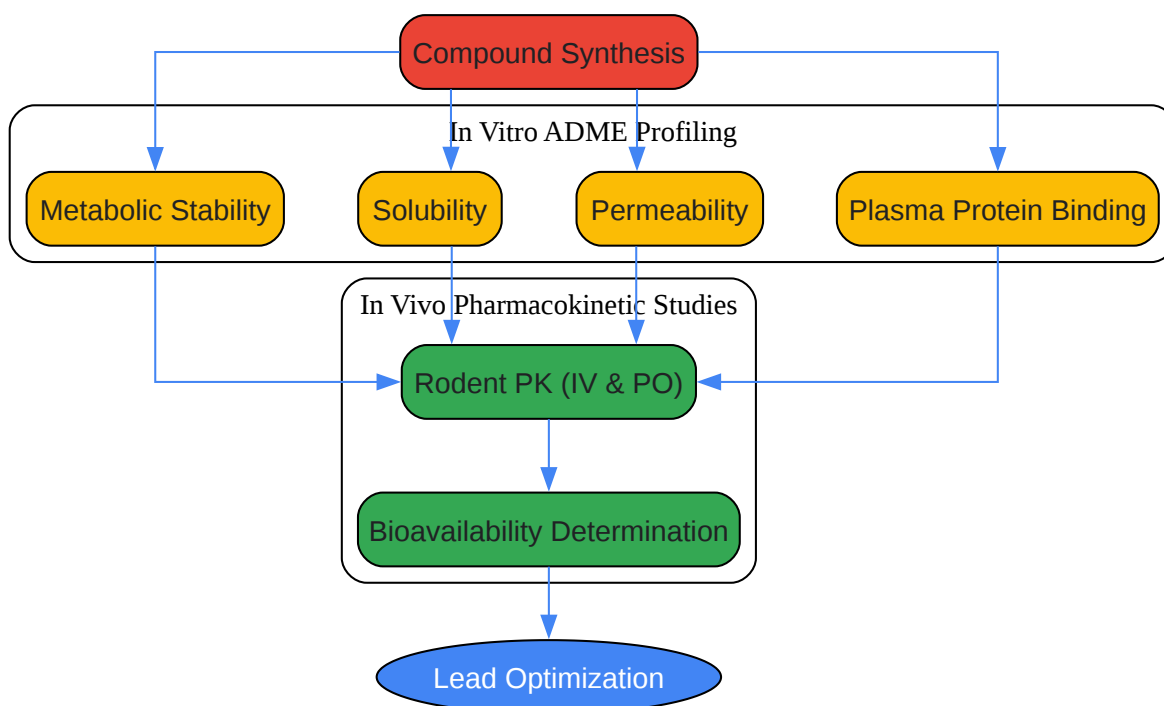 Compound Synthesis
In Vitro ADME Profiling
Metabolic Stability
Solubility
Permeability
Plasma Protein Binding
In Vivo Pharmacokinetic Studies
Rodent PK (IV & PO)
Bioavailability Determination
Lead Optimization